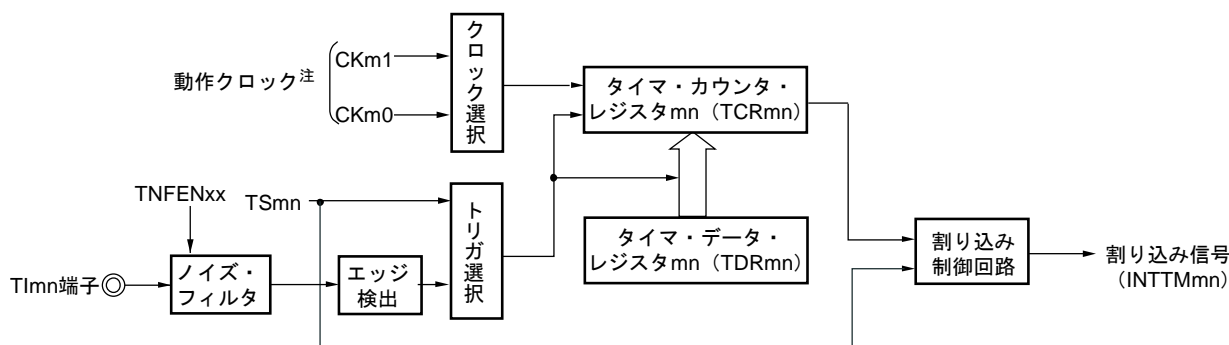 動作クロック注
CKm1
CKm0
クロック選択
タイマ・カウンタ・
レジスタmn（TCRmn）
TNFENxx
TSmn
トリガ選択
タイマ・データ・
レジスタmn（TDRmn）
TImn端子
ノイズ・
フィルタ
エッジ
検出
割り込み
制御回路
割り込み信号
（INTTMmn）